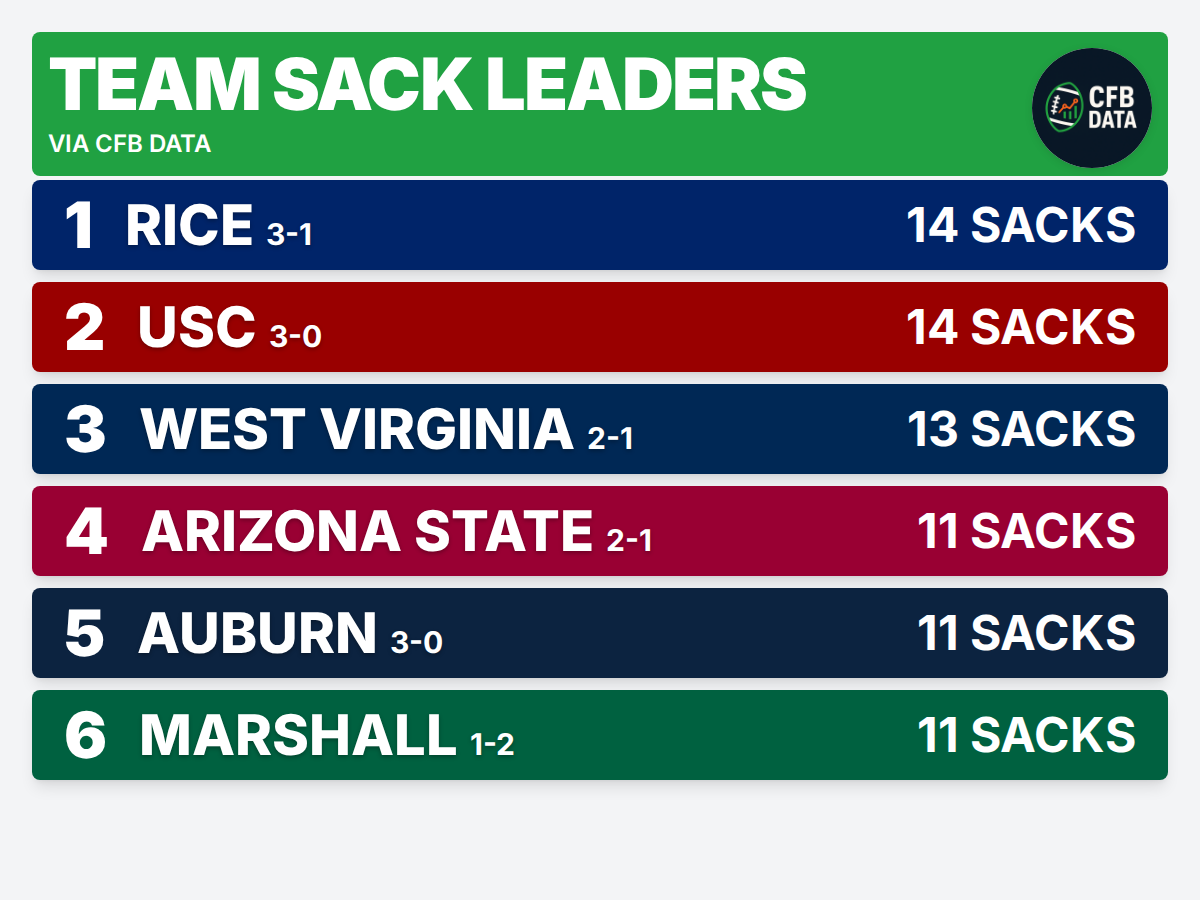 TEAM SACK LEADERS
VIA CFB DATA
CFB
DATA
1 RICE 3-1 14 SACKS
2 USC 3-0 14 SACKS
3 WEST VIRGINIA 2-1 13 SACKS
4 ARIZONA STATE 2-1 11 SACKS
5 AUBURN 3-0 11 SACKS
6 MARSHALL 1-2 11 SACKS